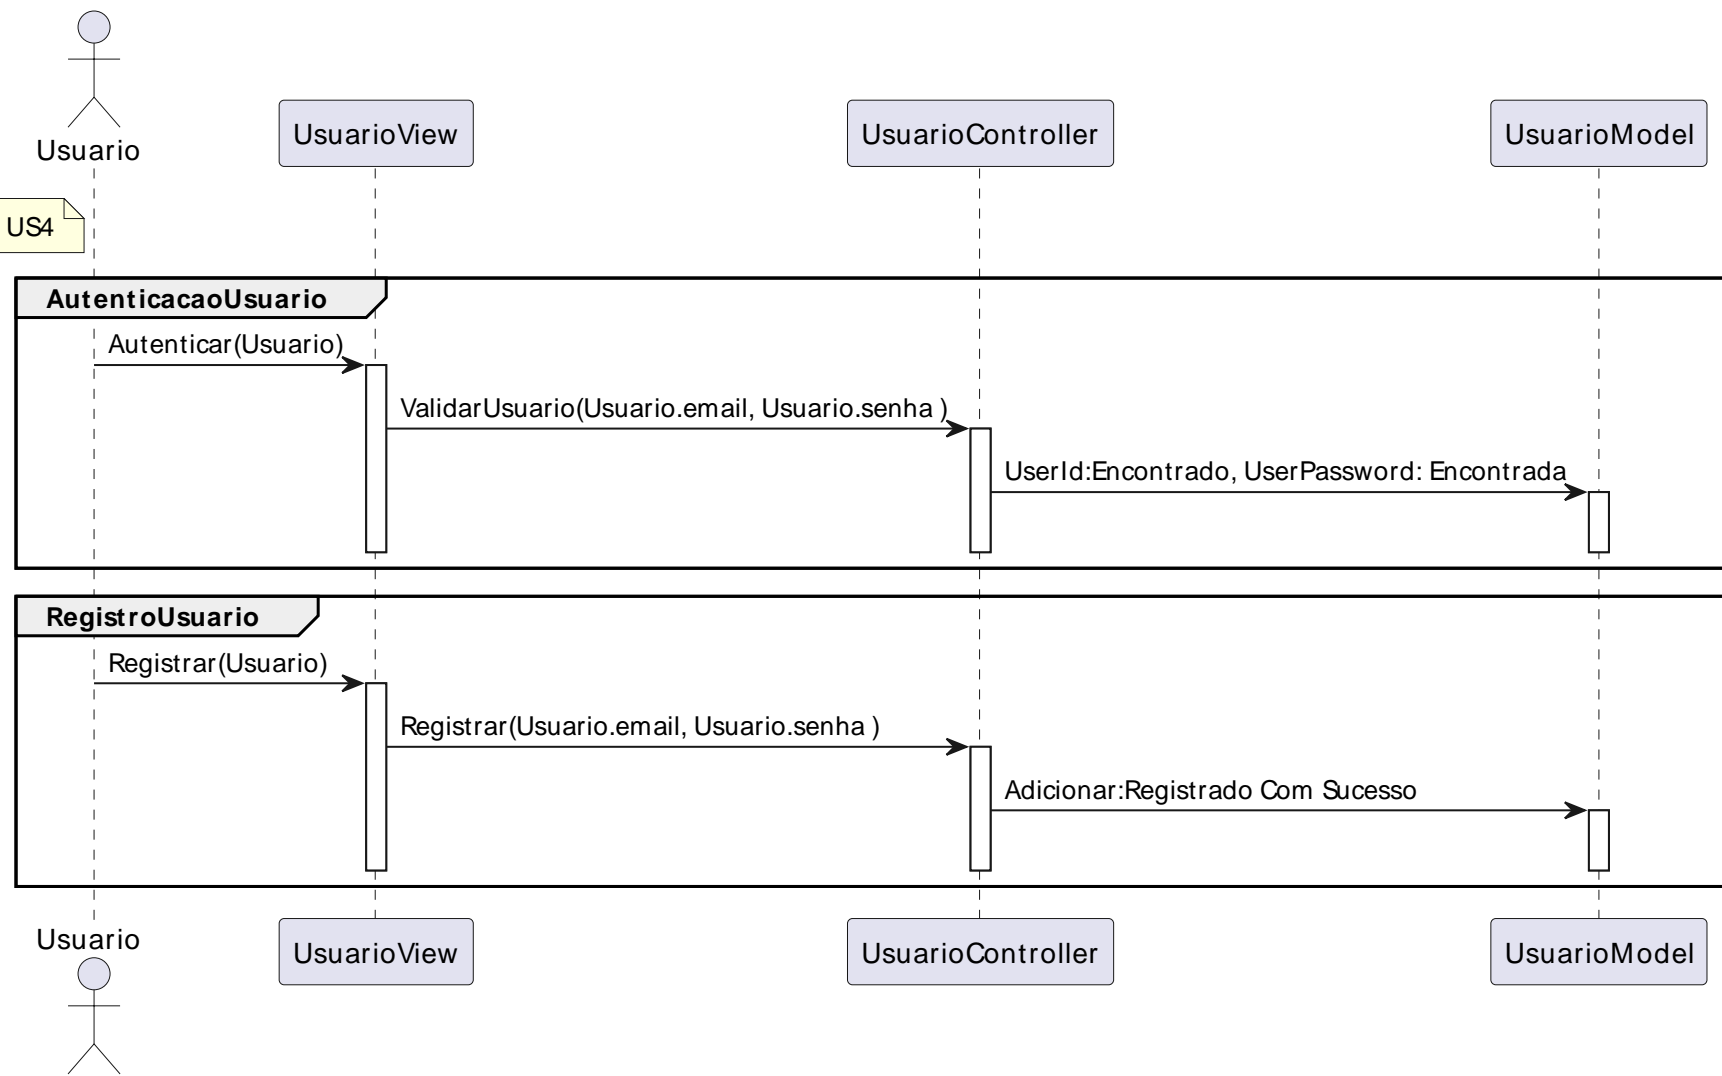 Usuario
UsuarioView
UsuarioController
UsuarioModel
US4
AutenticacaoUsuario
Autenticar(Usuario)
ValidarUsuario(Usuario.email, Usuario.senha )
UserId:Encontrado, UserPassword: Encontrada
RegistroUsuario
Registrar(Usuario)
Registrar(Usuario.email, Usuario.senha )
Adicionar:Registrado Com Sucesso
Usuario
UsuarioView
UsuarioController
UsuarioModel